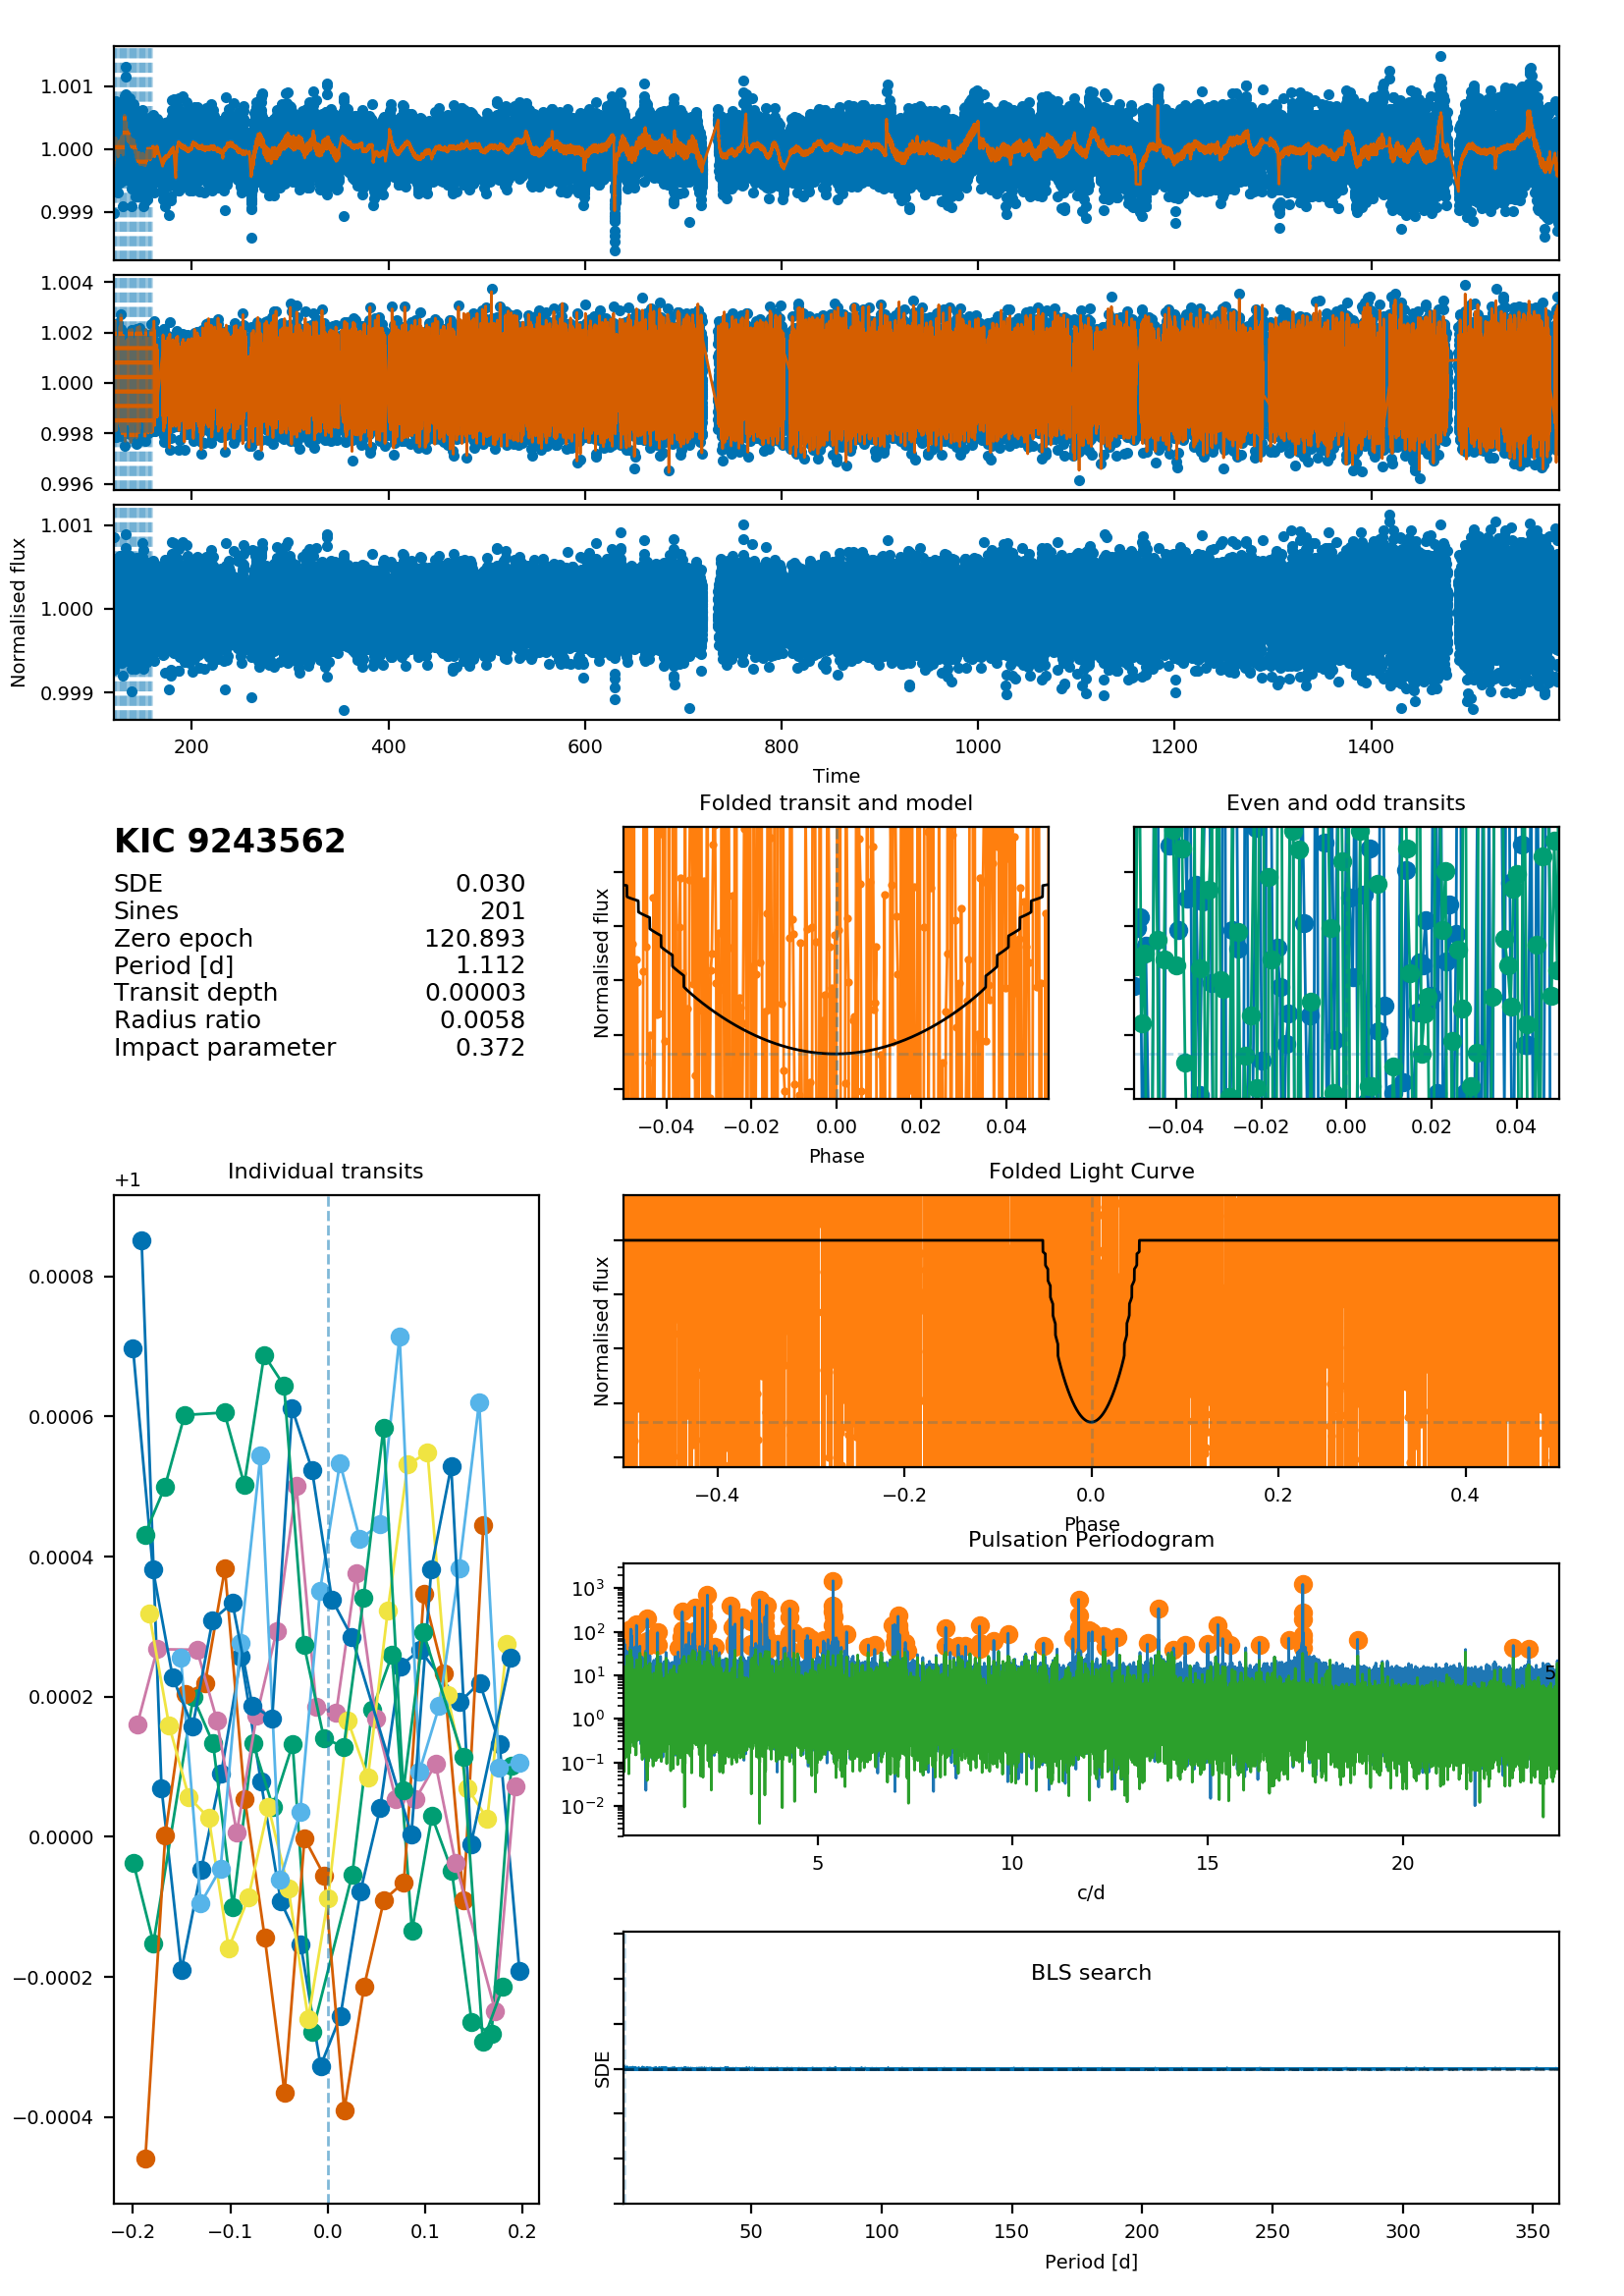 1.001
1.000
0.999
1.004
1.002
1.000
0.998
0.996
1.001
1.000
0.999
Normalised flux
200 400 600 800 1000 1200 1400
Time
KIC 9243562
SDE 0.030
Sines 201
Zero epoch 120.893
Period [d] 1.112
Transit depth 0.00003
Radius ratio 0.0058
Impact parameter 0.372
Folded transit and model
Normalised flux
−0.04 −0.02 0.00 0.02 0.04
Phase
Even and odd transits
−0.04 −0.02 0.00 0.02 0.04
Individual transits
+1
0.0008
0.0006
0.0004
0.0002
0.0000
−0.0002
−0.0004
−0.2 −0.1 0.0 0.1 0.2
Folded Light Curve
Normalised flux
−0.4 −0.2 0.0 0.2 0.4
Phase
Pulsation Periodogram
10³
10²
10¹
10⁰
10⁻¹
10⁻²
5
5 10 15 20
c/d
BLS search
SDE
50 100 150 200 250 300 350
Period [d]